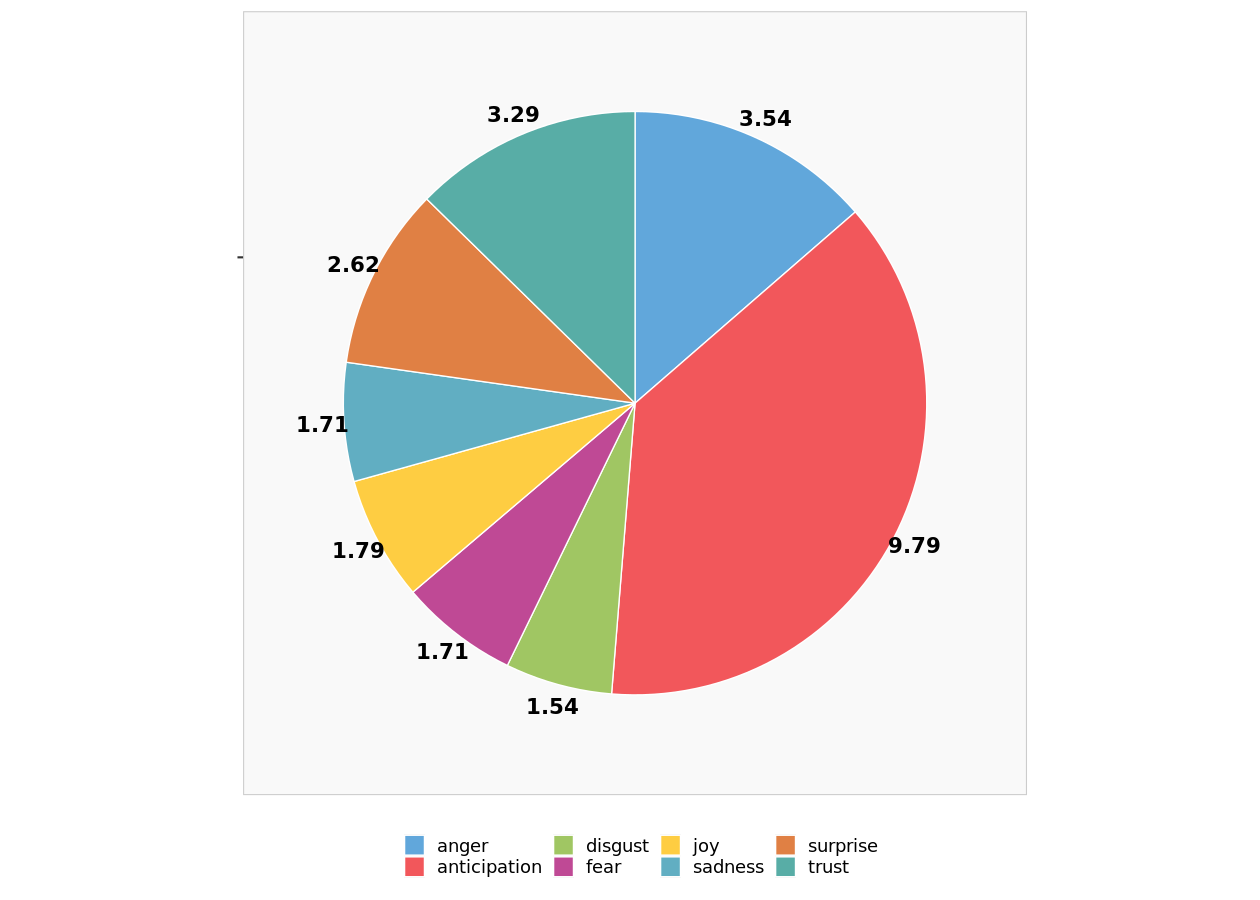 3.29
3.54
2.62
1.71
9.79
1.79
1.71
1.54
anger
disgust
joy
surprise
anticipation
fear
sadness
trust